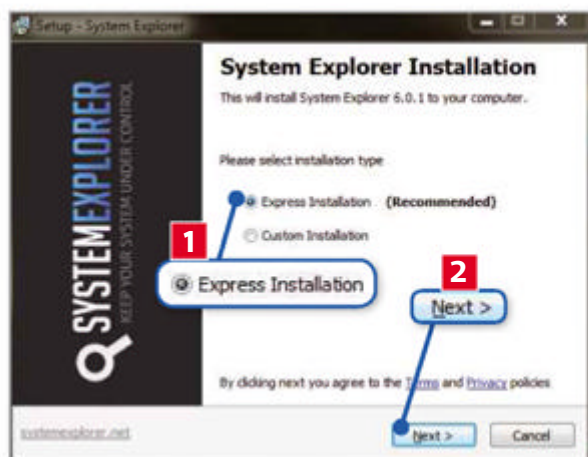 Setup - System Explorer
SYSTEMEXPLORER
KEEP YOUR SYSTEM UNDER CONTROL
System Explorer Installation
This will install System Explorer 6.0.1 to your computer.
Please select installation type
Express Installation (Recommended)
1
Custom Installation
Express Installation
2
Next >
By clicking next you agree to the Terms and Privacy policies
systemexplorer.net
Next >
Cancel